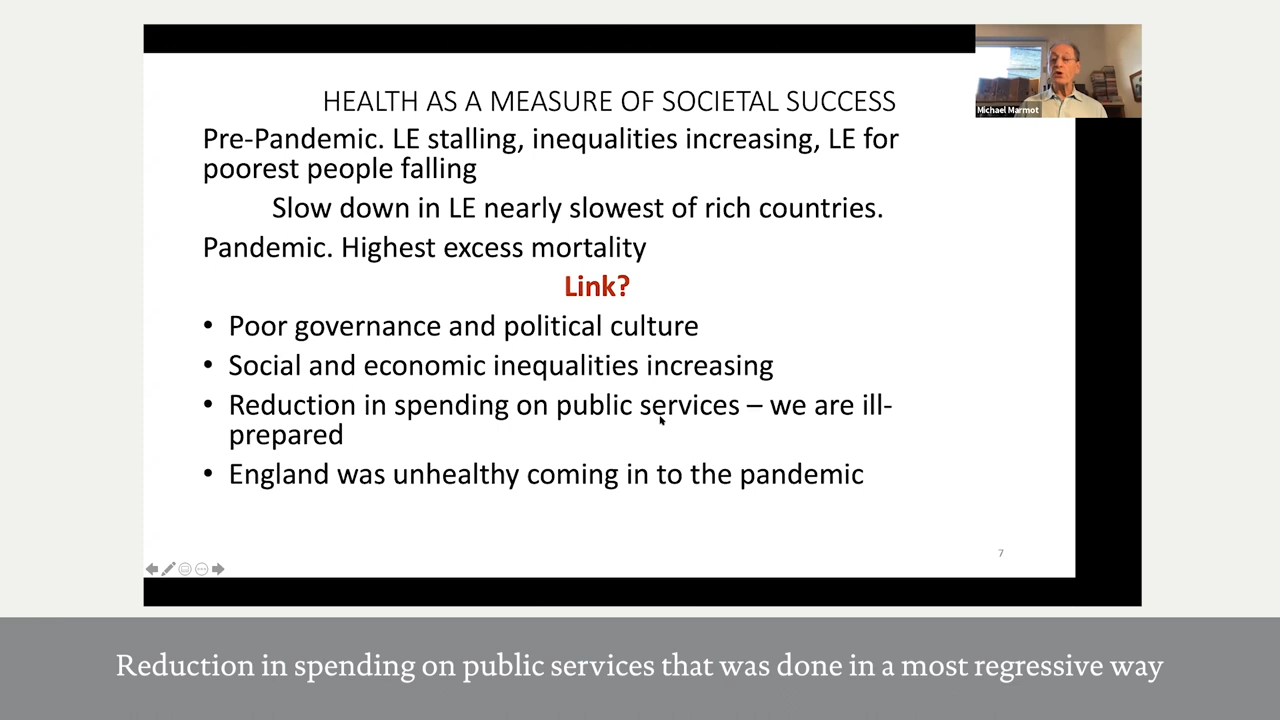 Michael Marmot
HEALTH AS A MEASURE OF SOCIETAL SUCCESS
Pre-Pandemic. LE stalling, inequalities increasing, LE for
poorest people falling
Slow down in LE nearly slowest of rich countries.
Pandemic. Highest excess mortality
Link?
• Poor governance and political culture
• Social and economic inequalities increasing
• Reduction in spending on public services – we are ill-
prepared
• England was unhealthy coming in to the pandemic
7
Reduction in spending on public services that was done in a most regressive way